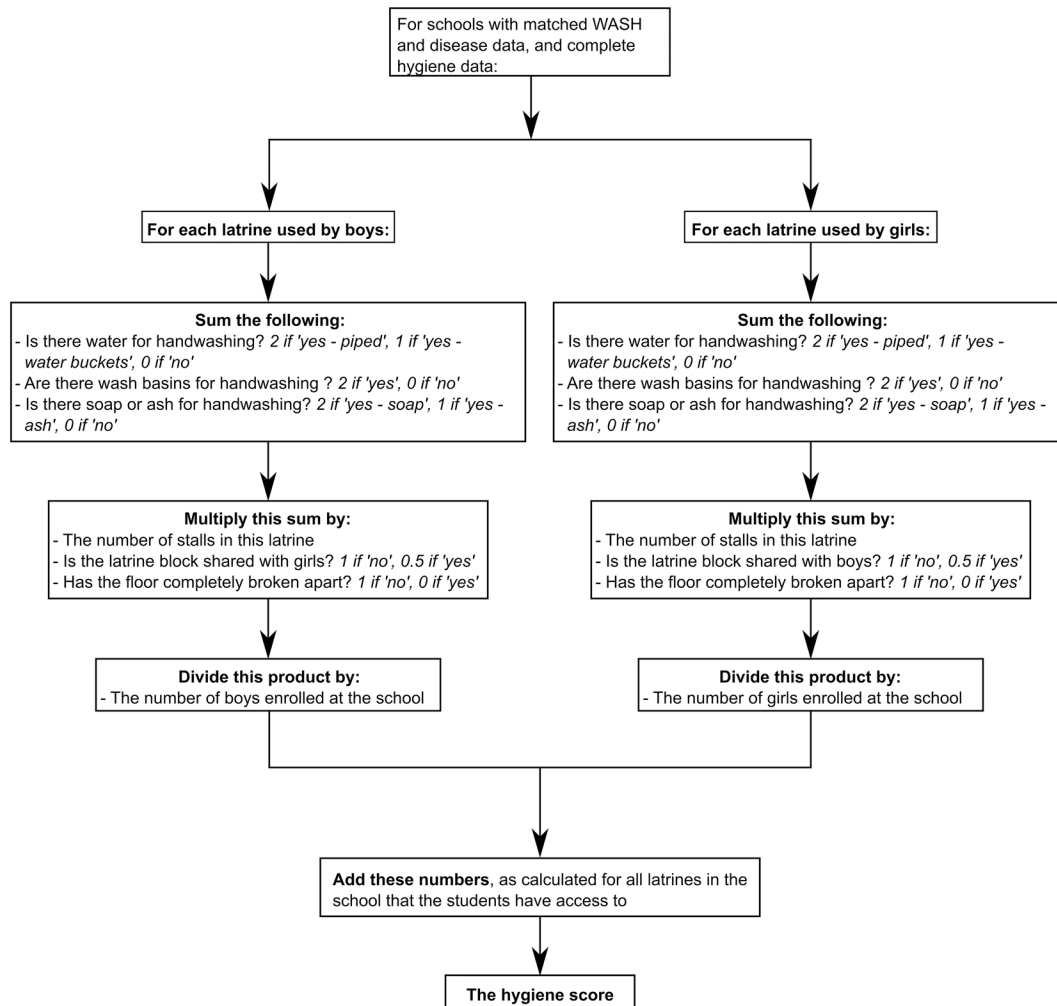 For schools with matched WASH
and disease data, and complete
hygiene data:
For each latrine used by boys:
Sum the following:
- Is there water for handwashing? 2 if 'yes - piped', 1 if 'yes -
water buckets', 0 if 'no'
- Are there wash basins for handwashing ? 2 if 'yes', 0 if 'no'
- Is there soap or ash for handwashing? 2 if 'yes - soap', 1 if 'yes -
ash', 0 if 'no'
Multiply this sum by:
- The number of stalls in this latrine
- Is the latrine block shared with girls? 1 if 'no', 0.5 if 'yes'
- Has the floor completely broken apart? 1 if 'no', 0 if 'yes'
Divide this product by:
- The number of boys enrolled at the school
For each latrine used by girls:
Sum the following:
- Is there water for handwashing? 2 if 'yes - piped', 1 if 'yes -
water buckets', 0 if 'no'
- Are there wash basins for handwashing ? 2 if 'yes', 0 if 'no'
- Is there soap or ash for handwashing? 2 if 'yes - soap', 1 if 'yes -
ash', 0 if 'no'
Multiply this sum by:
- The number of stalls in this latrine
- Is the latrine block shared with boys? 1 if 'no', 0.5 if 'yes'
- Has the floor completely broken apart? 1 if 'no', 0 if 'yes'
Divide this product by:
- The number of girls enrolled at the school
Add these numbers, as calculated for all latrines in the
school that the students have access to
The hygiene score